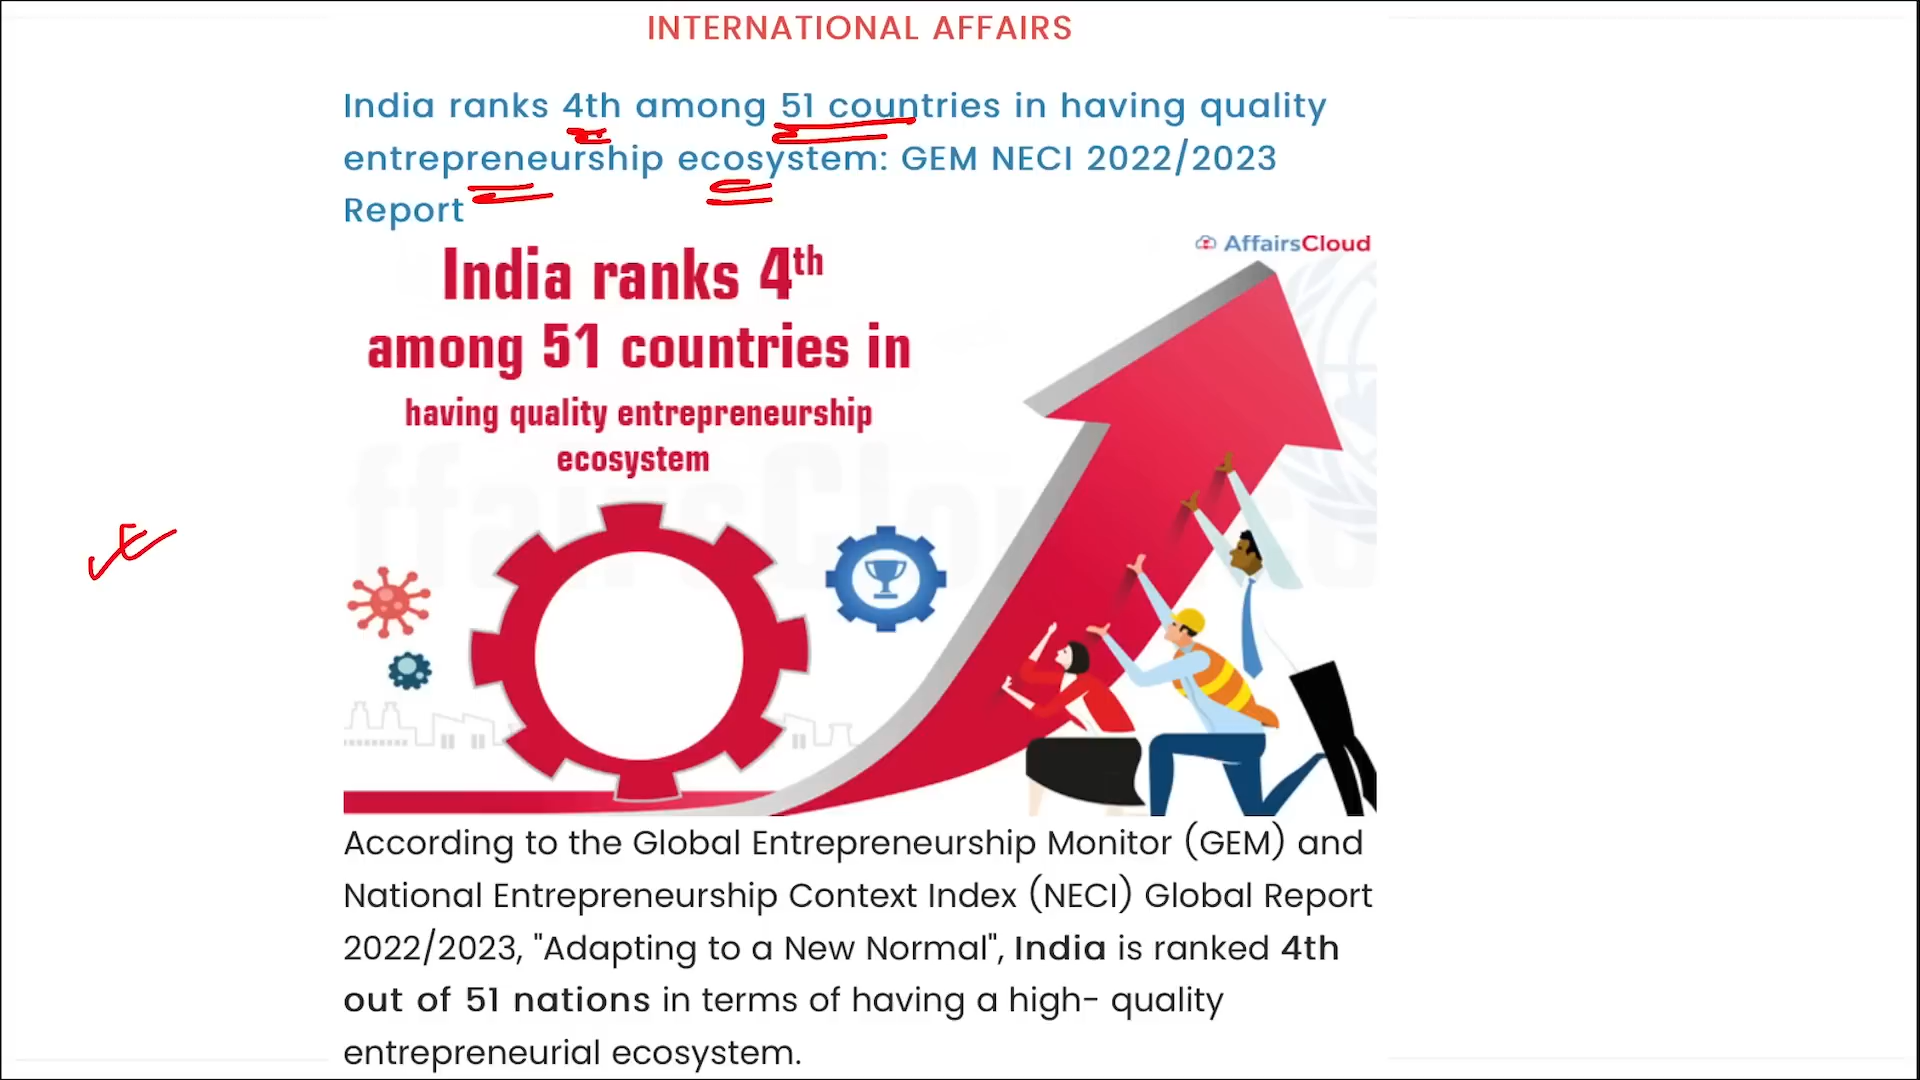 INTERNATIONAL AFFAIRS
India ranks 4th among 51 countries in having quality
entrepreneurship ecosystem: GEM NECI 2022/2023
Report
AffairsCloud
India ranks 4th
among 51 countries in
having quality entrepreneurship
ecosystem
According to the Global Entrepreneurship Monitor (GEM) and
National Entrepreneurship Context Index (NECI) Global Report
2022/2023, "Adapting to a New Normal", India is ranked 4th
out of 51 nations in terms of having a high- quality
entrepreneurial ecosystem.